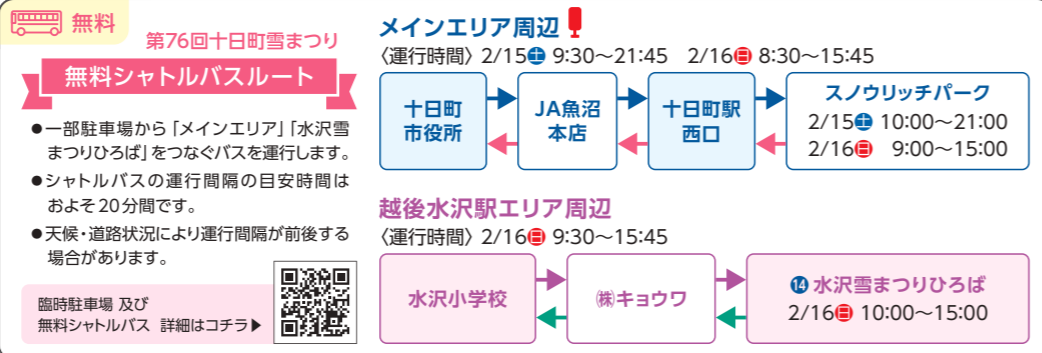 無料
第76回十日町雪まつり
無料シャトルバスルート
●一部駐車場から「メインエリア」「水沢雪
まつりひろば」をつなぐバスを運行します。
●シャトルバスの運行間隔の目安時間は
およそ20分間です。
●天候・道路状況により運行間隔が前後する
場合があります。
臨時駐車場 及び
無料シャトルバス 詳細はコチラ▶
メインエリア周辺
〈運行時間〉2/15土 9:30〜21:45 2/16日 8:30〜15:45
十日町
市役所
JA魚沼
本店
十日町駅
西口
スノウリッチパーク
2/15土 10:00〜21:00
2/16日 9:00〜15:00
越後水沢駅エリア周辺
〈運行時間〉2/16日 9:30〜15:45
水沢小学校
㈱キョウワ
⓮水沢雪まつりひろば
2/16日 10:00〜15:00